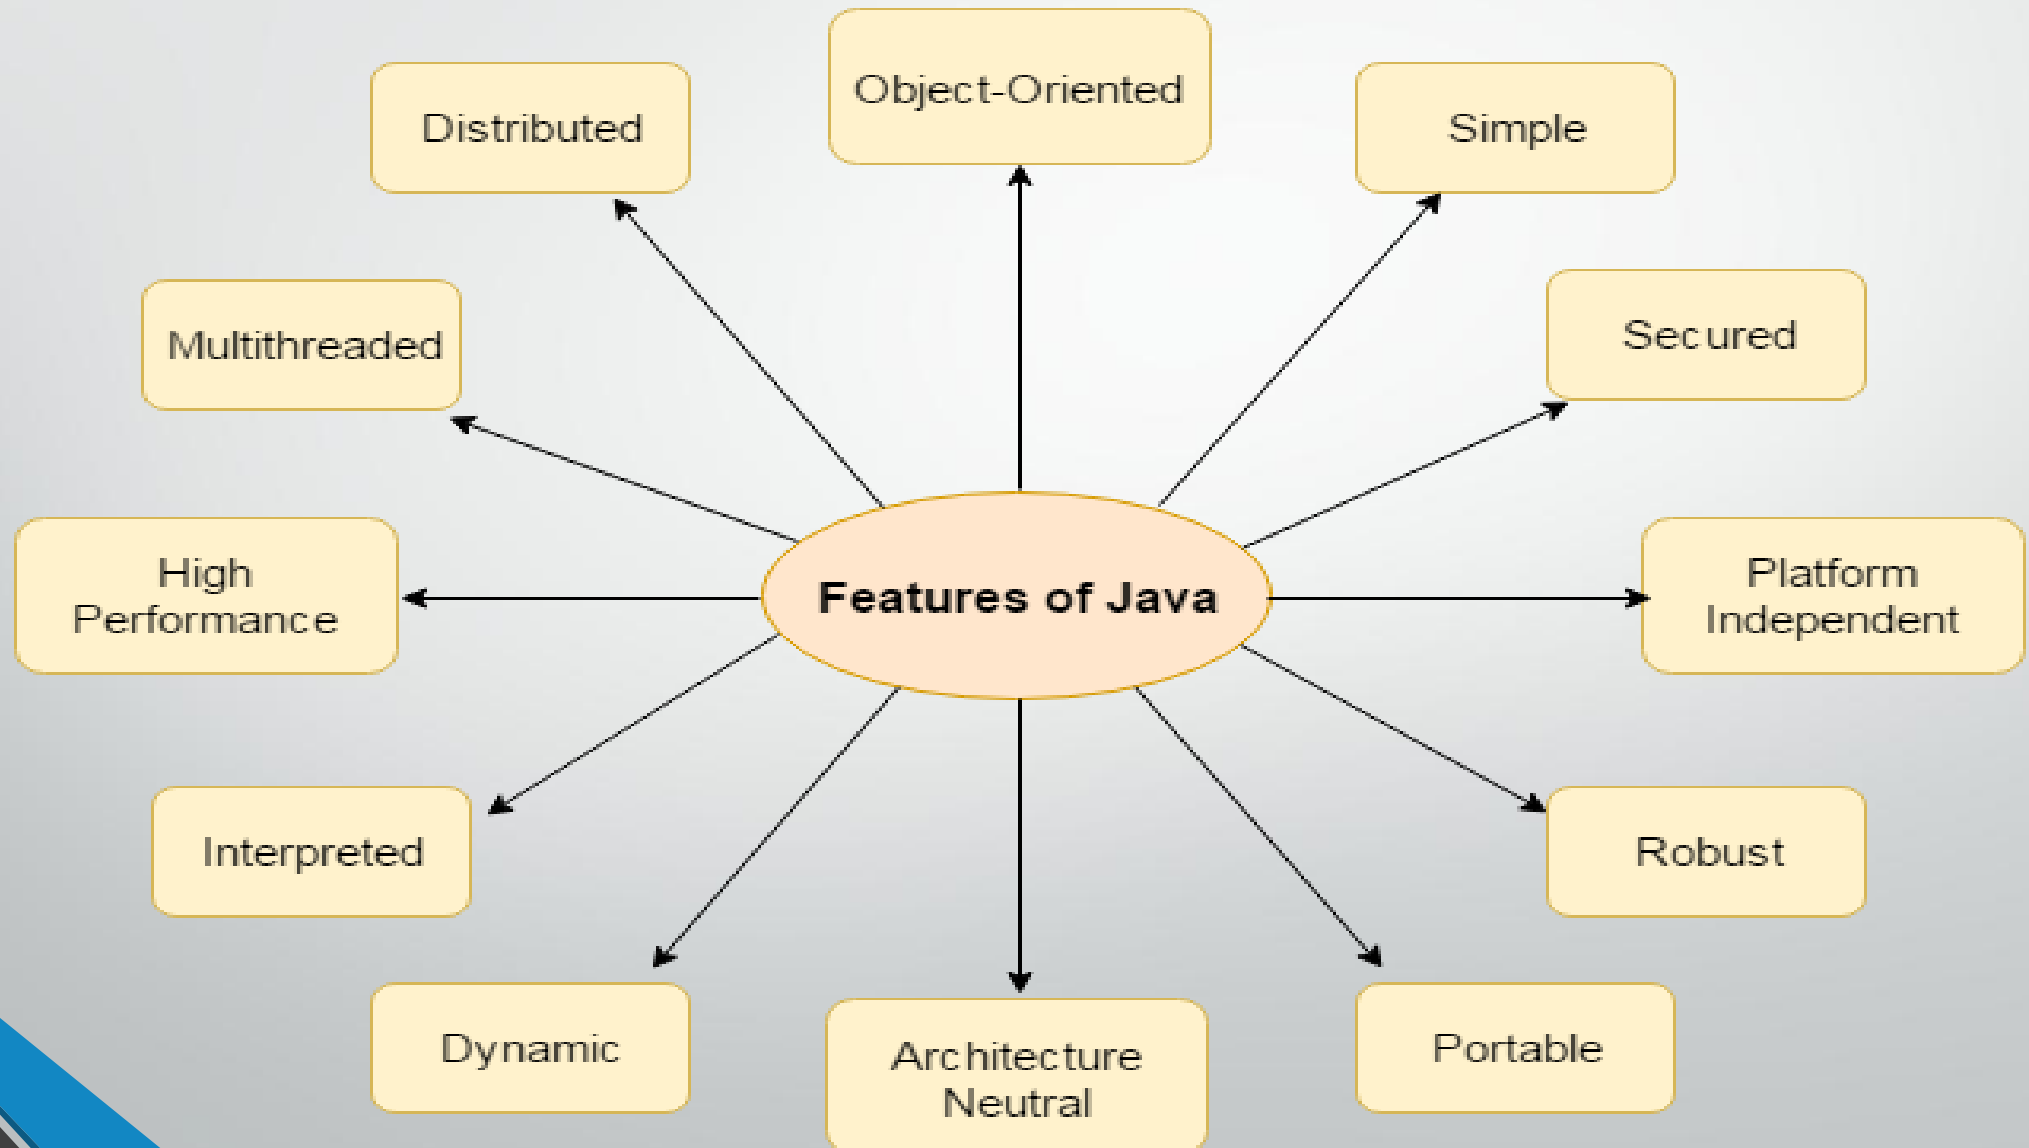 Object-Oriented
Distributed
Simple
Multithreaded
Secured
High
Performance
Features of Java
Platform
Independent
Interpreted
Robust
Dynamic
Architecture
Neutral
Portable